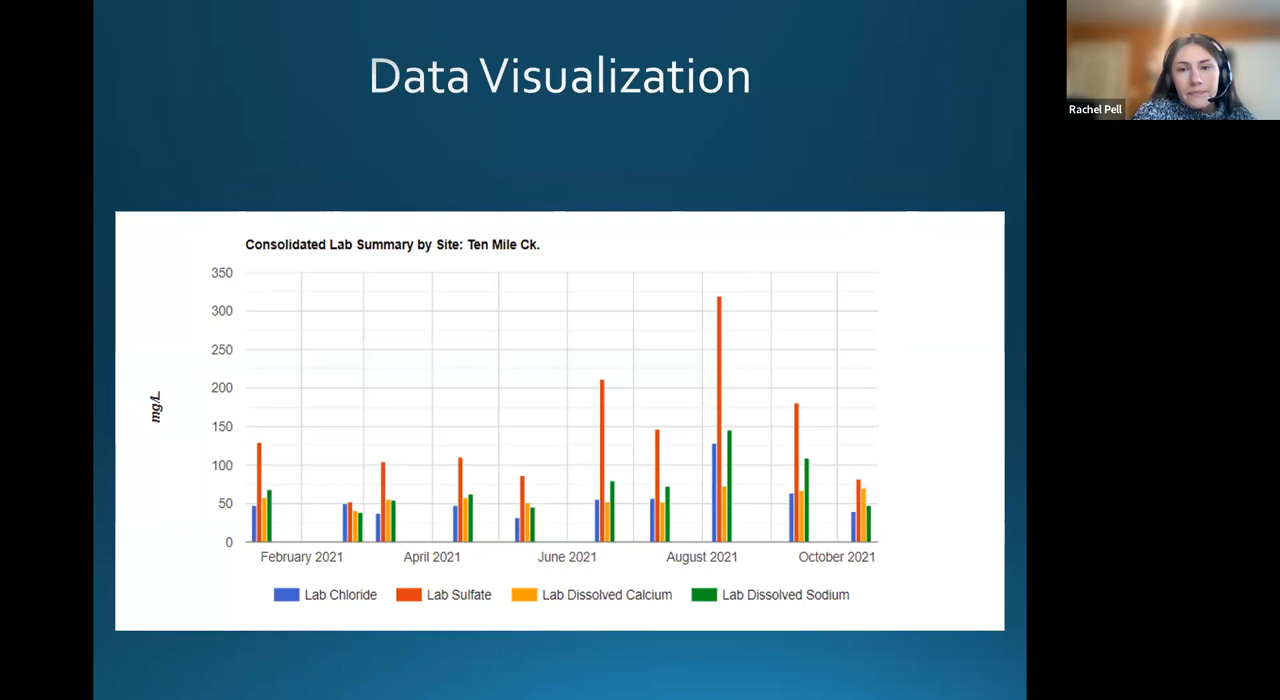 Data Visualization
Rachel Pell
Consolidated Lab Summary by Site: Ten Mile Ck.
350
300
250
200
150
100
50
0
mg/L
February 2021 April 2021 June 2021 August 2021 October 2021
Lab Chloride Lab Sulfate Lab Dissolved Calcium Lab Dissolved Sodium